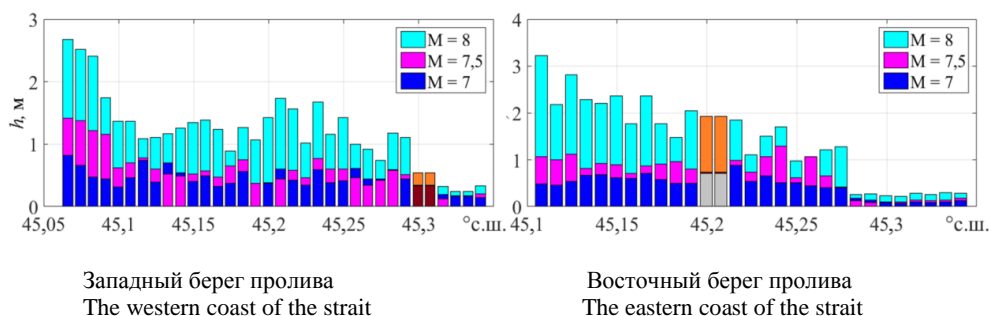 3
2
1
0
h, м
M = 8
M = 7,5
M = 7
45,05
45,1
45,15
45,2
45,25
45,3
°с.ш.
4
3
2
1
0
M = 8
M = 7,5
M = 7
45,1
45,15
45,2
45,25
45,3
°с.ш.
Западный берег пролива
The western coast of the strait
Восточный берег пролива
The eastern coast of the strait